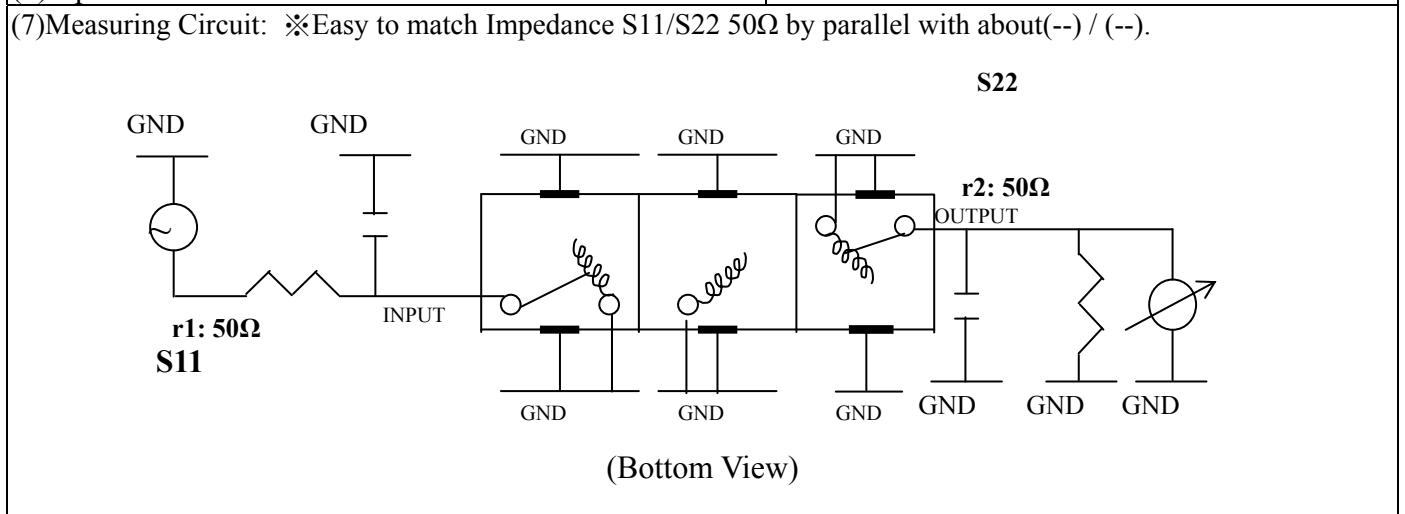 (7)Measuring Circuit: ※Easy to match Impedance S11/S22 50Ω by parallel with about(--) / (--).
S22
GND GND GND GND GND
r2: 50Ω
OUTPUT
INPUT
r1: 50Ω
S11
GND GND GND GND GND GND
(Bottom View)